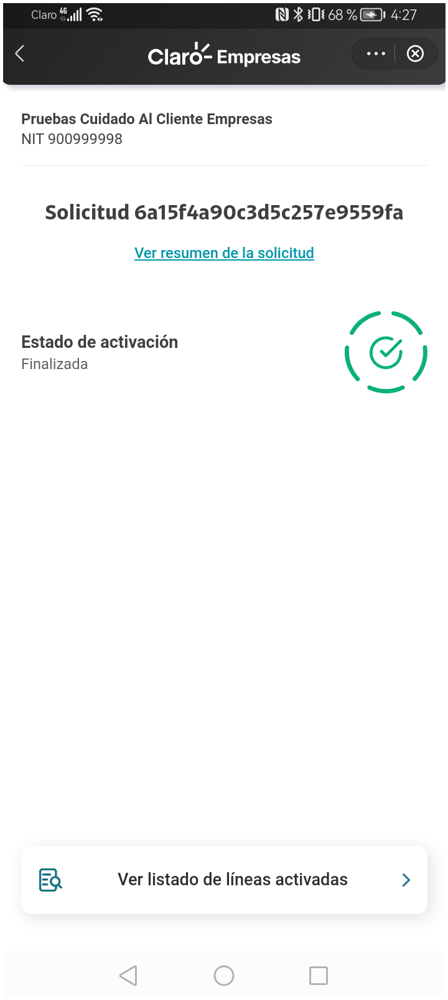 Claro 4G 68 % 4:27
Claro Empresas
Pruebas Cuidado Al Cliente Empresas
NIT 900999998
Solicitud 6a15f4a90c3d5c257e9559fa
Ver resumen de la solicitud
Estado de activación
Finalizada
Ver listado de líneas activadas